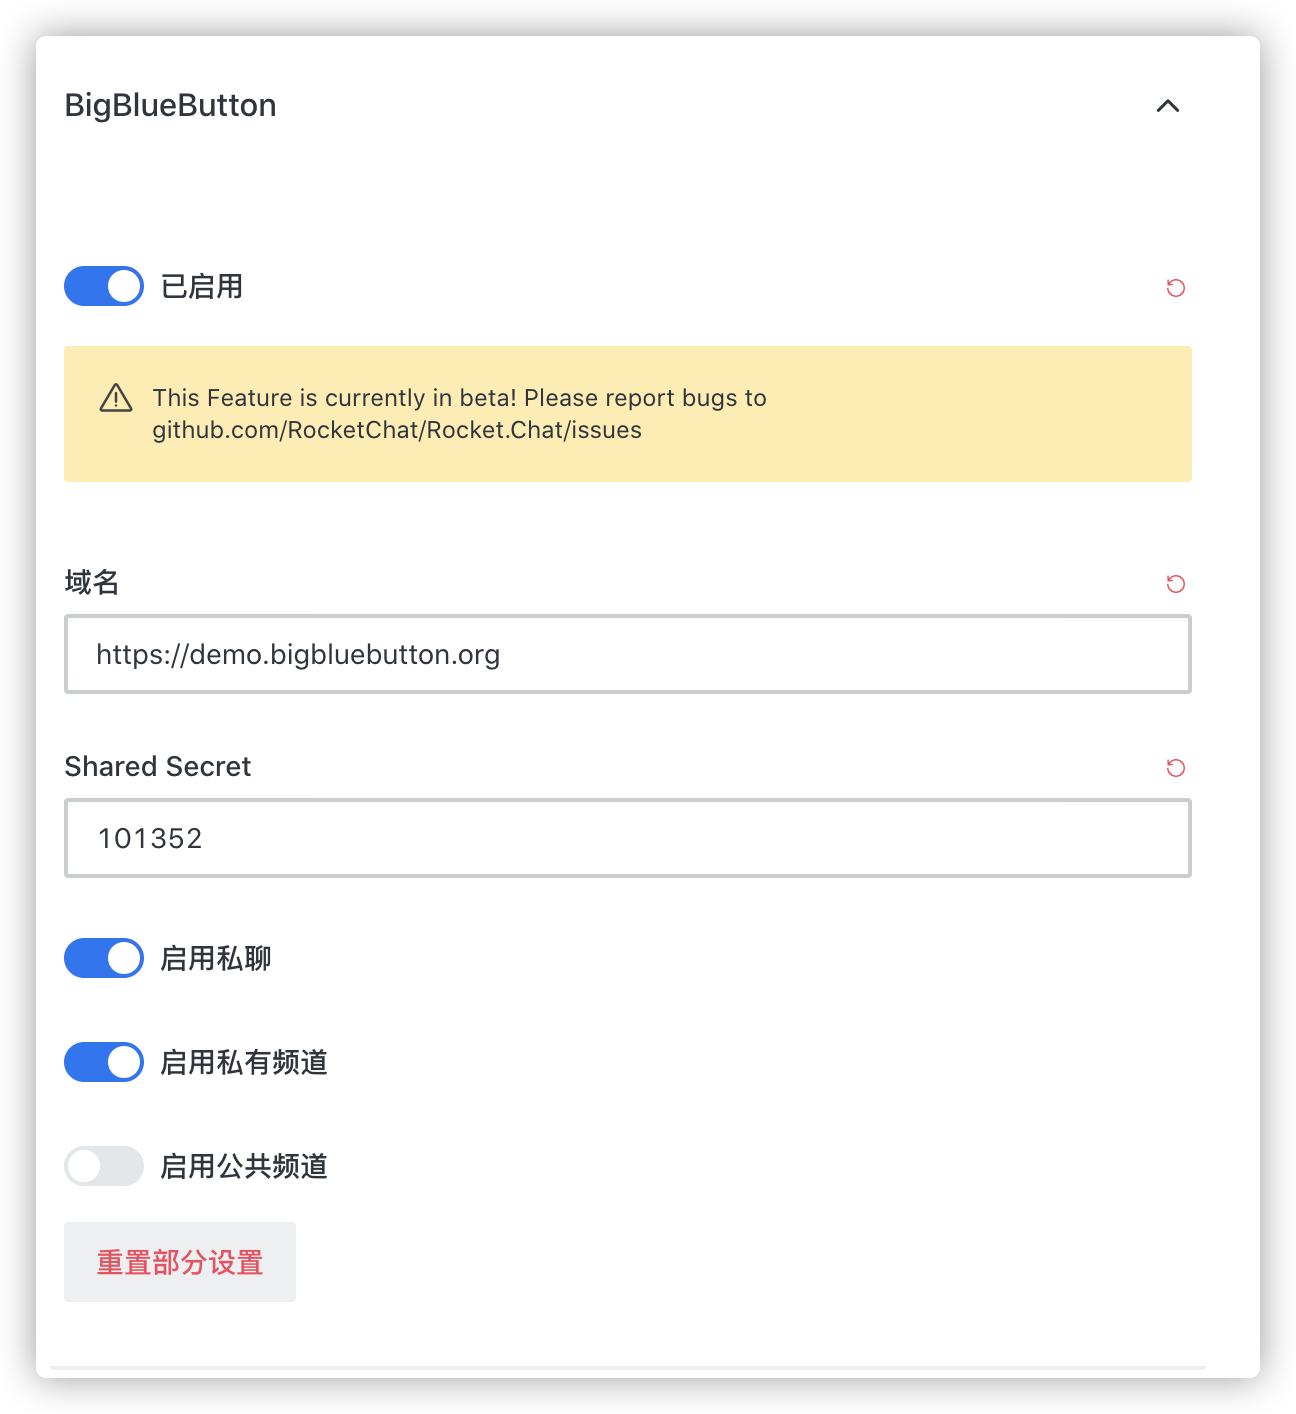 BigBlueButton
已启用
This Feature is currently in beta! Please report bugs to
github.com/RocketChat/Rocket.Chat/issues
域名
https://demo.bigbluebutton.org
Shared Secret
101352
启用私聊
启用私有频道
启用公共频道
重置部分设置